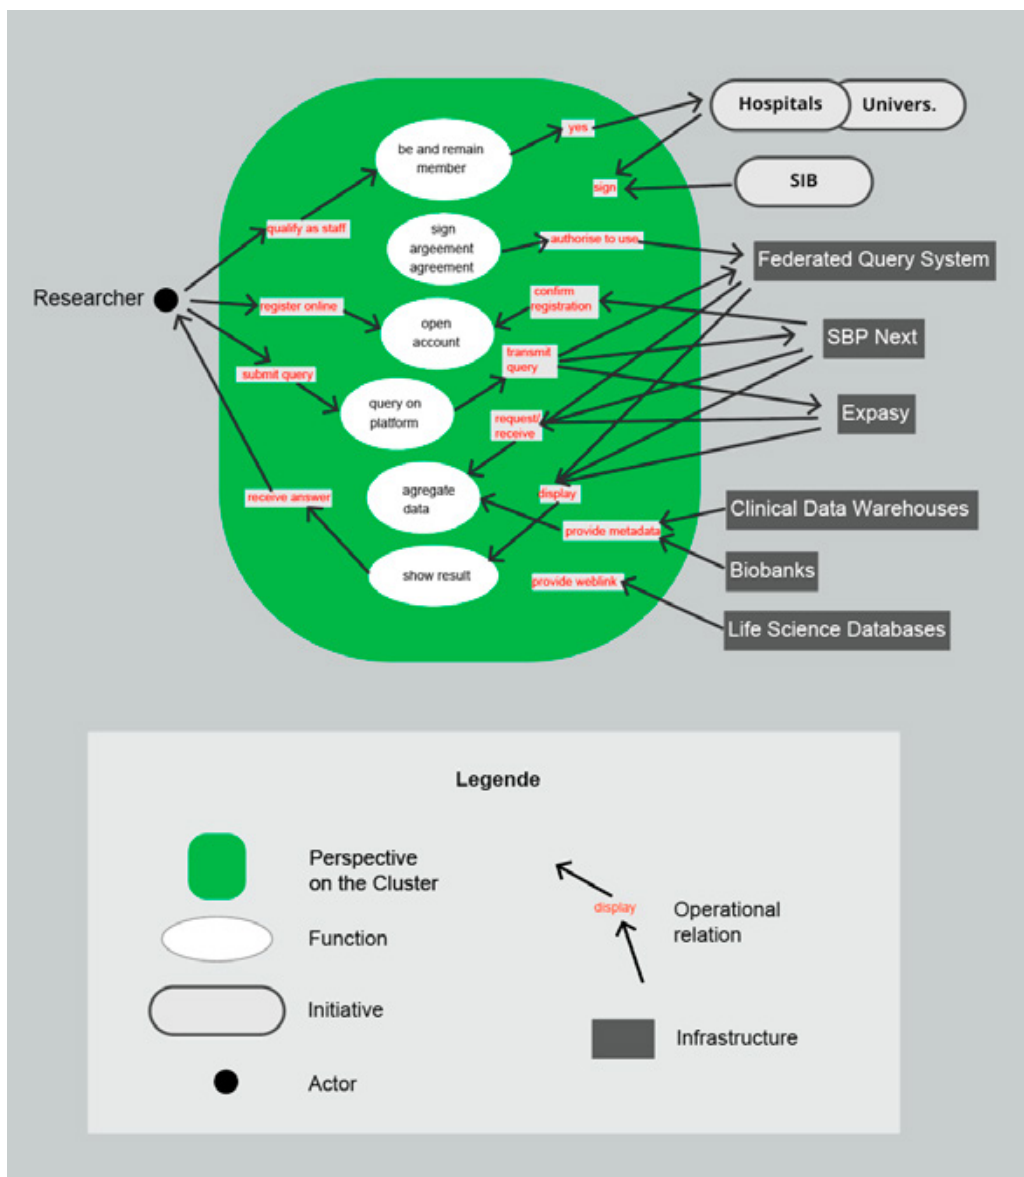 Hospitals
Univers.
yes
be and remain
member
sign
SIB
qualify as staff
sign
argeement
agreement
authorise to use
Federated Query System
Researcher
register online
confirm
registration
open
account
SBP Next
transmit
query
submit query
query on
platform
request/
receive
Expasy
receive answer
agregate
data
display
Clinical Data Warehouses
provide metadata
show result
provide weblink
Biobanks
Life Science Databases
Legende
Perspective
on the Cluster
display
Operational
relation
Function
Initiative
Infrastructure
Actor